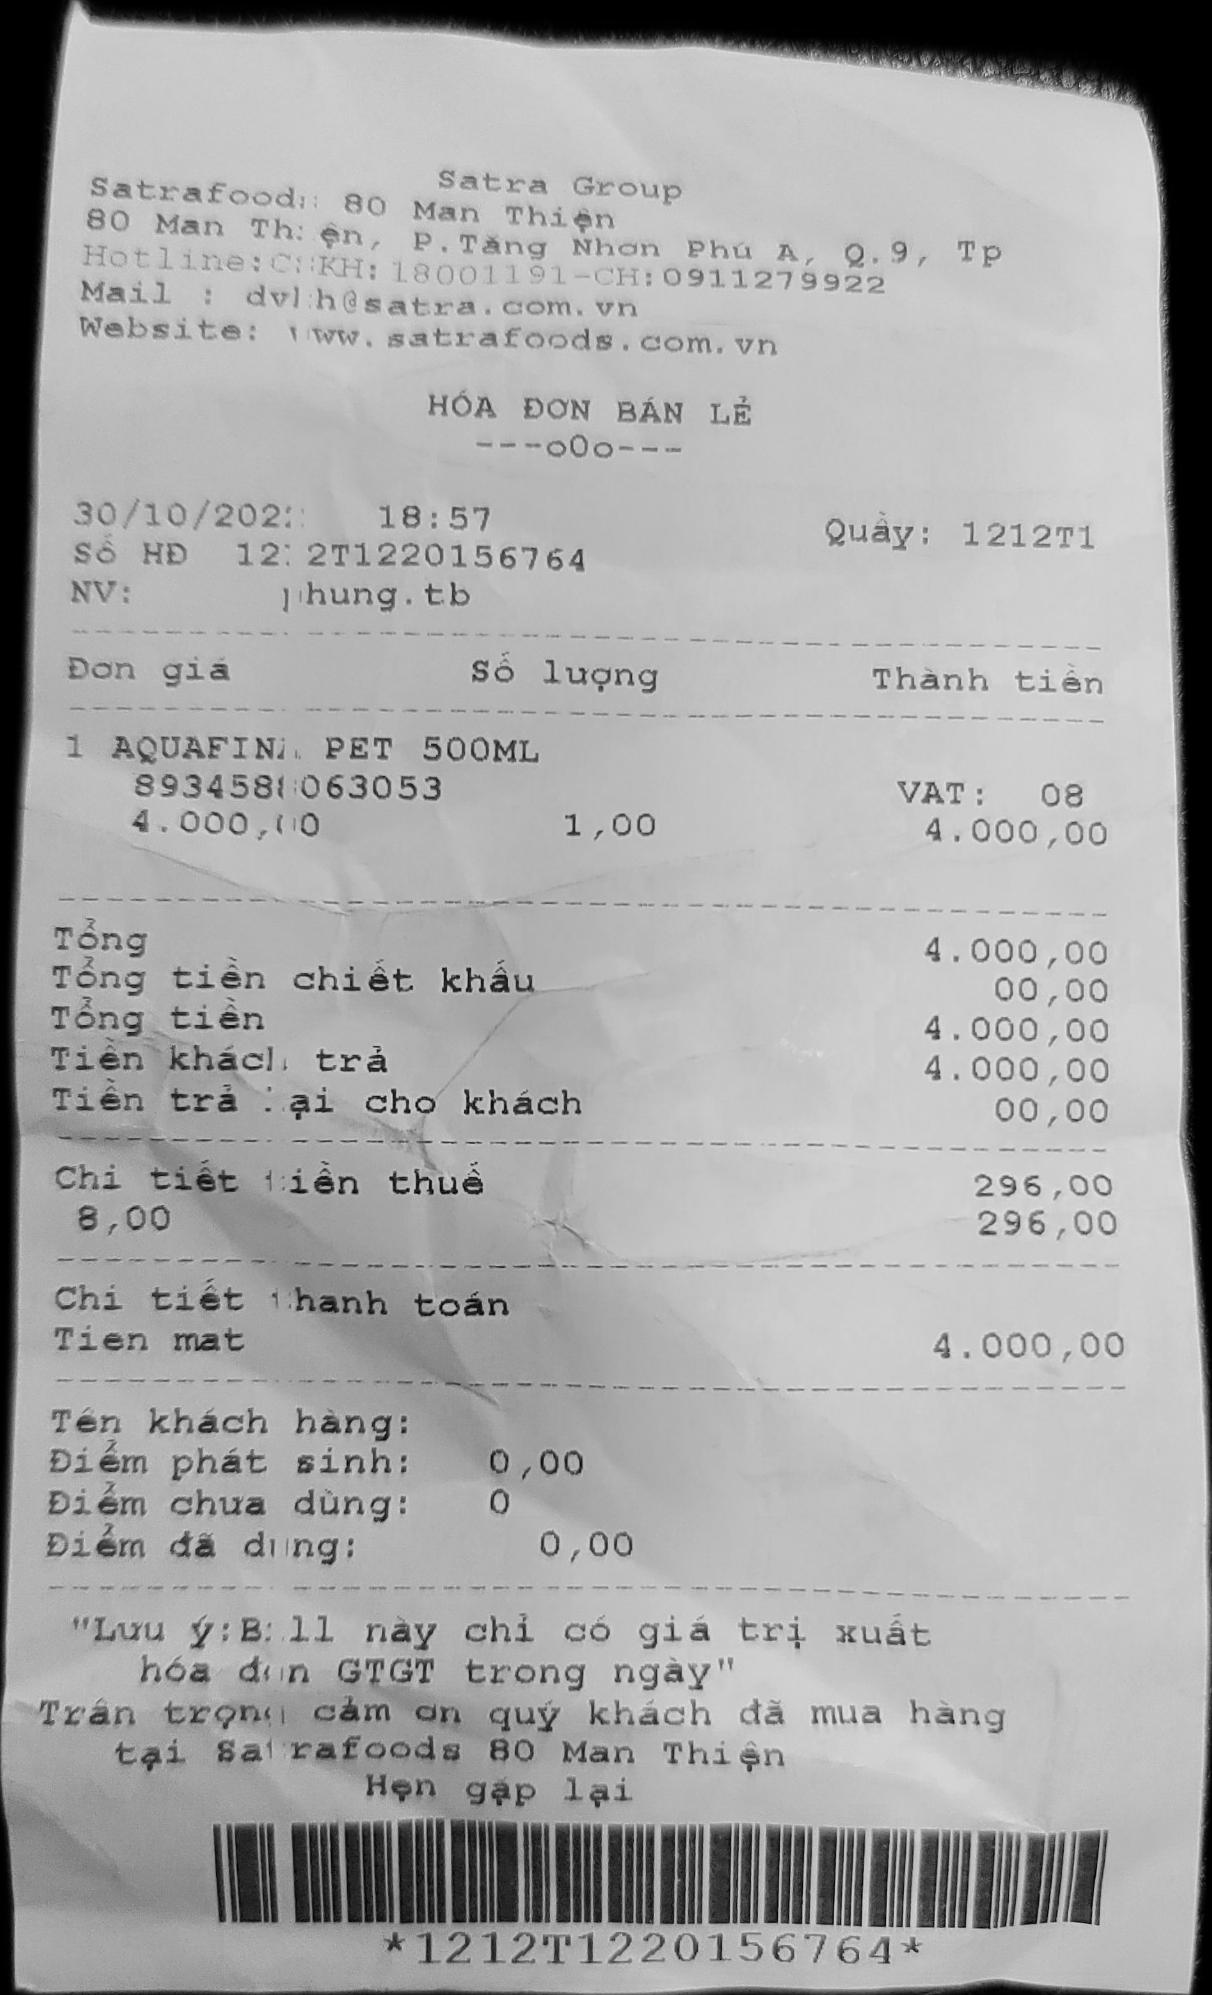 Satra Group
Satrafoods 80 Man Thiện
80 Man Thiện, P.Tăng Nhơn Phú A, Q.9, Tp
Hotline:CSKH:18001191-CH:0911279922
Mail : dvkh@satra.com.vn
Website: www.satrafoods.com.vn
HÓA ĐƠN BÁN LẺ
---o0o---
18:57
Quầy: 1212T1
Số HĐ 1212T1220156764
NV: phung.tb
Đơn giá Số lượng Thành tiền
1 AQUAFINA PET 500ML
8934588063053 VAT: 08
4.000,00 1,00 4.000,00
Tổng 4.000,00
Tổng tiền chiết khấu 00,00
Tổng tiền 4.000,00
Tiền khách trả 4.000,00
Tiền trả lại cho khách 00,00
Chi tiết tiền thuế 296,00
8,00 296,00
Chi tiết thanh toán
Tien mat 4.000,00
Tên khách hàng:
Điểm phát sinh: 0,00
Điểm chưa dùng: 0
Điểm đã dùng: 0,00
"Lưu ý:Bill này chỉ có giá trị xuất
hóa đơn GTGT trong ngày"
Trân trọng cảm ơn quý khách đã mua hàng
tại Satrafoods 80 Man Thiện
Hẹn gặp lại
*1212T1220156764*